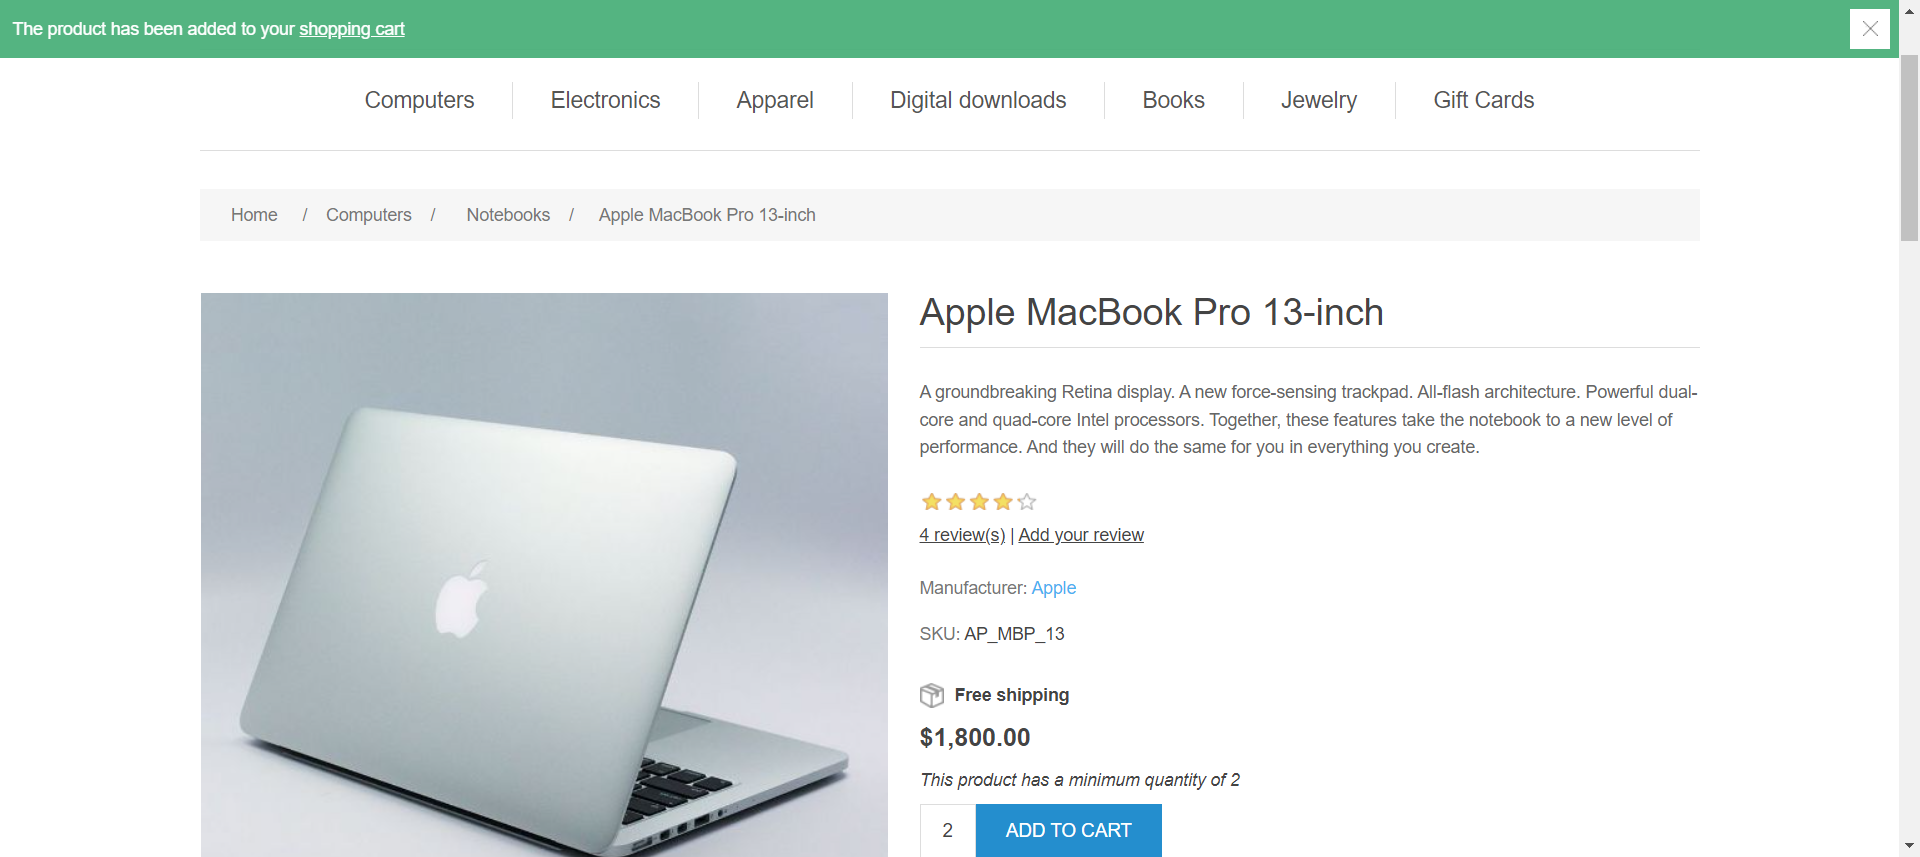 The product has been added to your shopping cart
Computers
Electronics
Apparel
Digital downloads
Books
Jewelry
Gift Cards
Home / Computers / Notebooks / Apple MacBook Pro 13-inch
Apple MacBook Pro 13-inch
A groundbreaking Retina display. A new force-sensing trackpad. All-flash architecture. Powerful dual-
core and quad-core Intel processors. Together, these features take the notebook to a new level of
performance. And they will do the same for you in everything you create.
4 review(s) | Add your review
Manufacturer: Apple
SKU: AP_MBP_13
Free shipping
$1,800.00
This product has a minimum quantity of 2
2
ADD TO CART